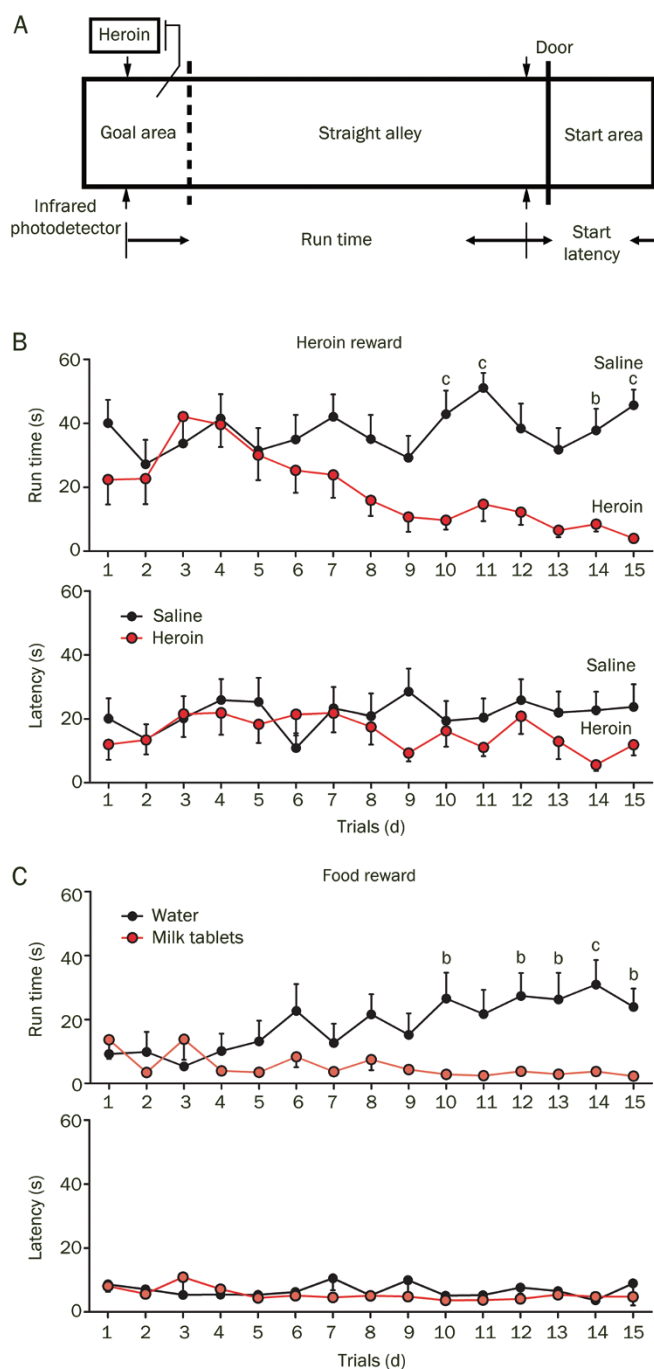 A
Heroin
Door
Goal area
Straight alley
Start area
Infrared
photodetector
Run time
Start
latency
B
Heroin reward
60
40
20
0
Run time (s)
Saline
c
c
b
c
Heroin
1 2 3 4 5 6 7 8 9 10 11 12 13 14 15
60
40
20
0
Latency (s)
Saline
Heroin
Saline
Heroin
1 2 3 4 5 6 7 8 9 10 11 12 13 14 15
Trials (d)
C
Food reward
60
40
20
0
Run time (s)
Water
Milk tablets
b
b
b
c
b
1 2 3 4 5 6 7 8 9 10 11 12 13 14 15
60
40
20
0
Latency (s)
1 2 3 4 5 6 7 8 9 10 11 12 13 14 15
Trials (d)